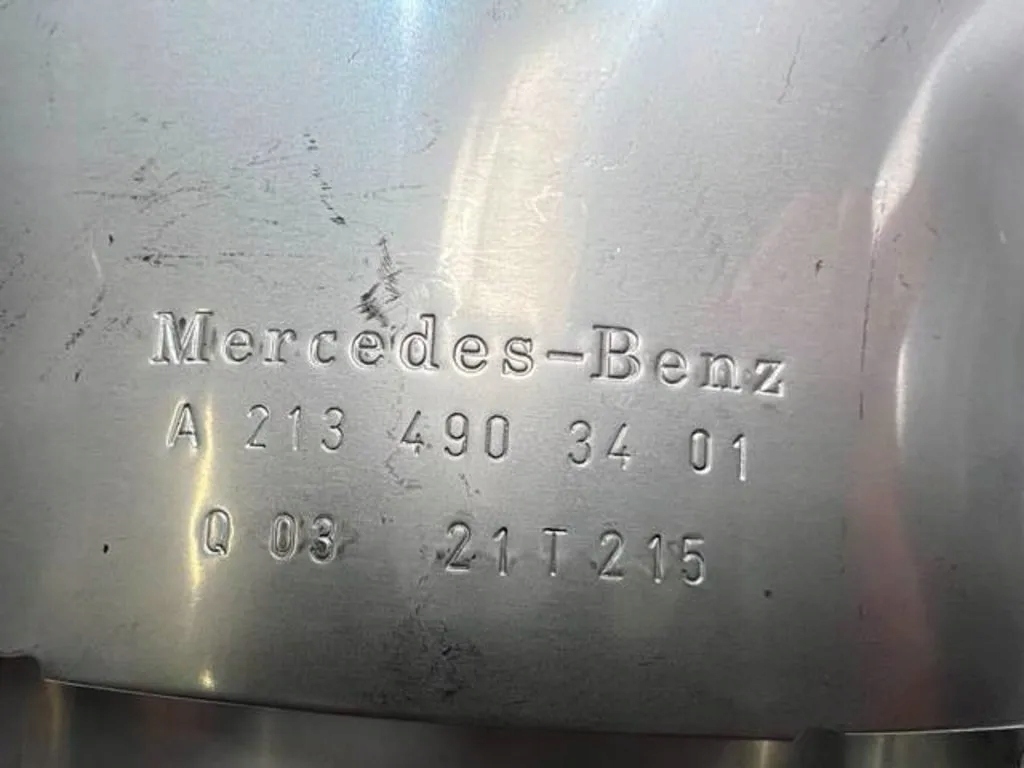 Mercedes-Benz
A 213 490 34 01
Q 03 21T215